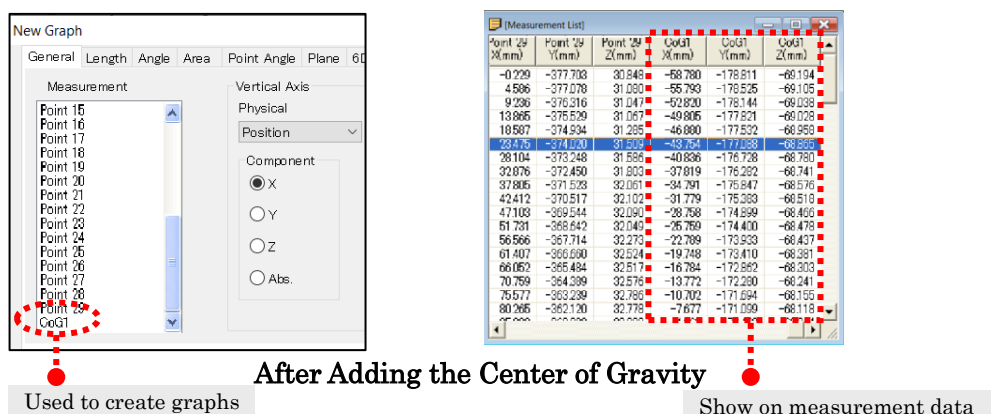 New Graph
General Length Angle Area Point Angle Plane 6D
Measurement
Point 15
Point 16
Point 17
Point 18
Point 19
Point 20
Point 21
Point 22
Point 23
Point 24
Point 25
Point 26
Point 27
Point 28
Point 29
CoG1
Vertical Axis
Physical
Position
Component
X
Y
Z
Abs.
[Measurement List]
Point 29 X(mm) Point 29 Y(mm) Point 29 Z(mm) CoG1 X(mm) CoG1 Y(mm) CoG1 Z(mm)
-0.229 -377.703 30.848 -58.780 -178.811 -69.194
4.586 -377.078 31.080 -55.793 -178.525 -69.105
9.236 -376.316 31.047 -52.820 -178.144 -69.038
13.865 -375.529 31.067 -49.805 -177.821 -69.028
18.587 -374.934 31.285 -46.880 -177.532 -68.958
23.475 -374.020 31.509 -43.754 -177.088 -68.865
28.104 -373.248 31.586 -40.836 -176.728 -68.780
32.876 -372.450 31.803 -37.819 -176.282 -68.741
37.805 -371.523 32.061 -34.791 -175.847 -68.576
42.412 -370.517 32.102 -31.779 -175.383 -68.518
47.103 -369.544 32.090 -28.758 -174.899 -68.466
51.731 -368.642 32.049 -25.759 -174.400 -68.478
56.566 -367.714 32.273 -22.789 -173.933 -68.437
61.407 -366.660 32.524 -19.748 -173.410 -68.381
66.052 -365.484 32.517 -16.784 -172.862 -68.303
70.759 -364.389 32.576 -13.772 -172.280 -68.241
75.577 -363.239 32.786 -10.702 -171.694 -68.155
80.265 -362.120 32.778 -7.677 -171.099 -68.118
After Adding the Center of Gravity
Used to create graphs
Show on measurement data